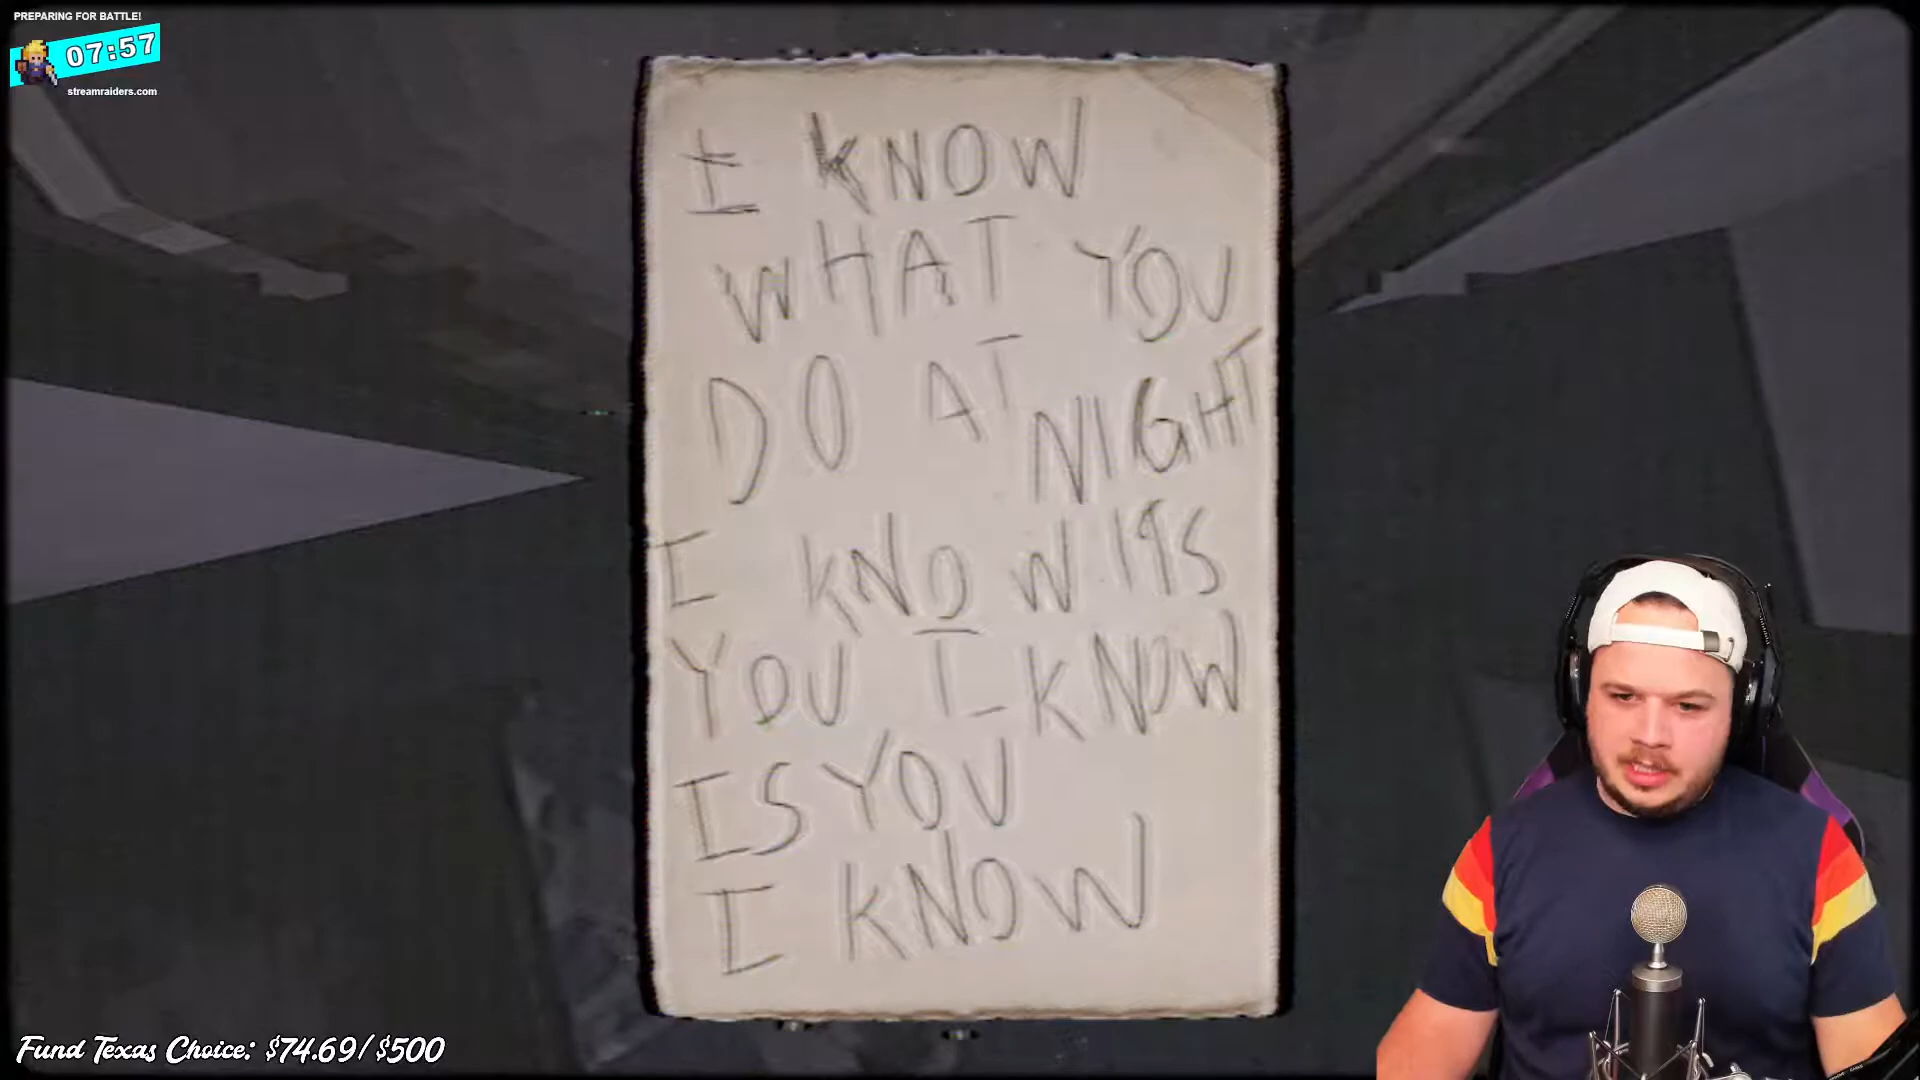 PREPARING FOR BATTLE!
07:57
streamraiders.com
I KNOW
WHAT YOU
DO AT NIGHT
I KNOW ITS
YOU I KNOW
IS YOU
I KNOW
Fund Texas Choice: $74.69/$500